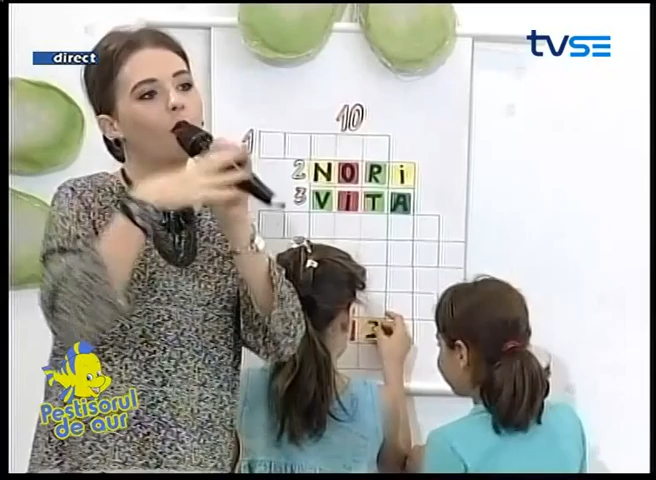 direct
tvSE
10
1
2 NORI
3 VITA
Pestisorul
de aur